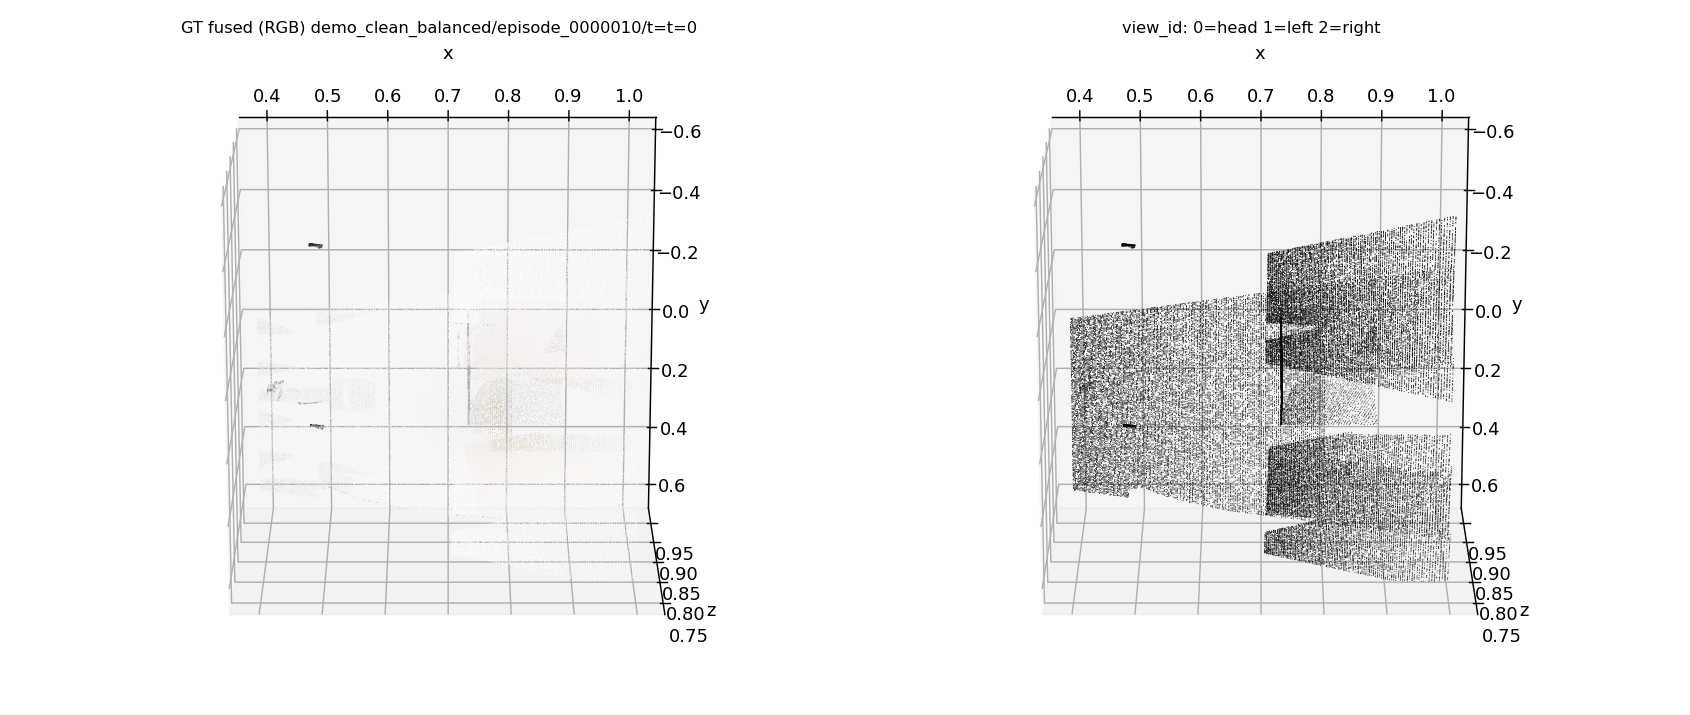 GT fused (RGB) demo_clean_balanced/episode_0000010/t=t=0
x
0.4 0.5 0.6 0.7 0.8 0.9 1.0
−0.6
−0.4
−0.2
0.0
y
0.2
0.4
0.6
0.95
0.90
0.85
0.80
z
0.75
view_id: 0=head 1=left 2=right
x
0.4 0.5 0.6 0.7 0.8 0.9 1.0
−0.6
−0.4
−0.2
0.0
y
0.2
0.4
0.6
0.95
0.90
0.85
0.80
z
0.75